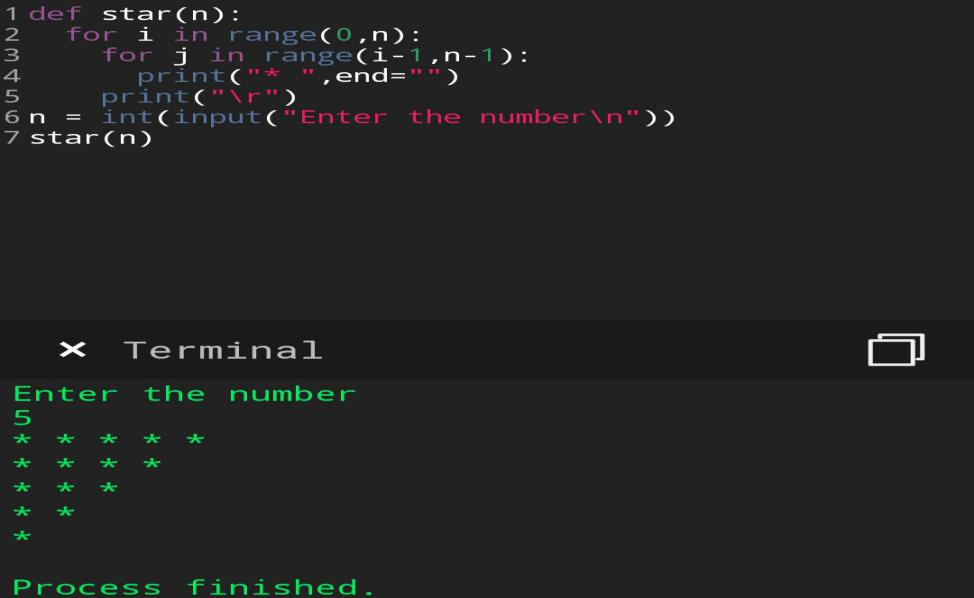 1 def star(n):
2   for i in range(0,n):
3     for j in range(i-1,n-1):
4       print("* ",end="")
5     print("\r")
6 n = int(input("Enter the number\n"))
7 star(n)
× Terminal
Enter the number
5
* * * * *
* * * *
* * *
* *
*
Process finished.